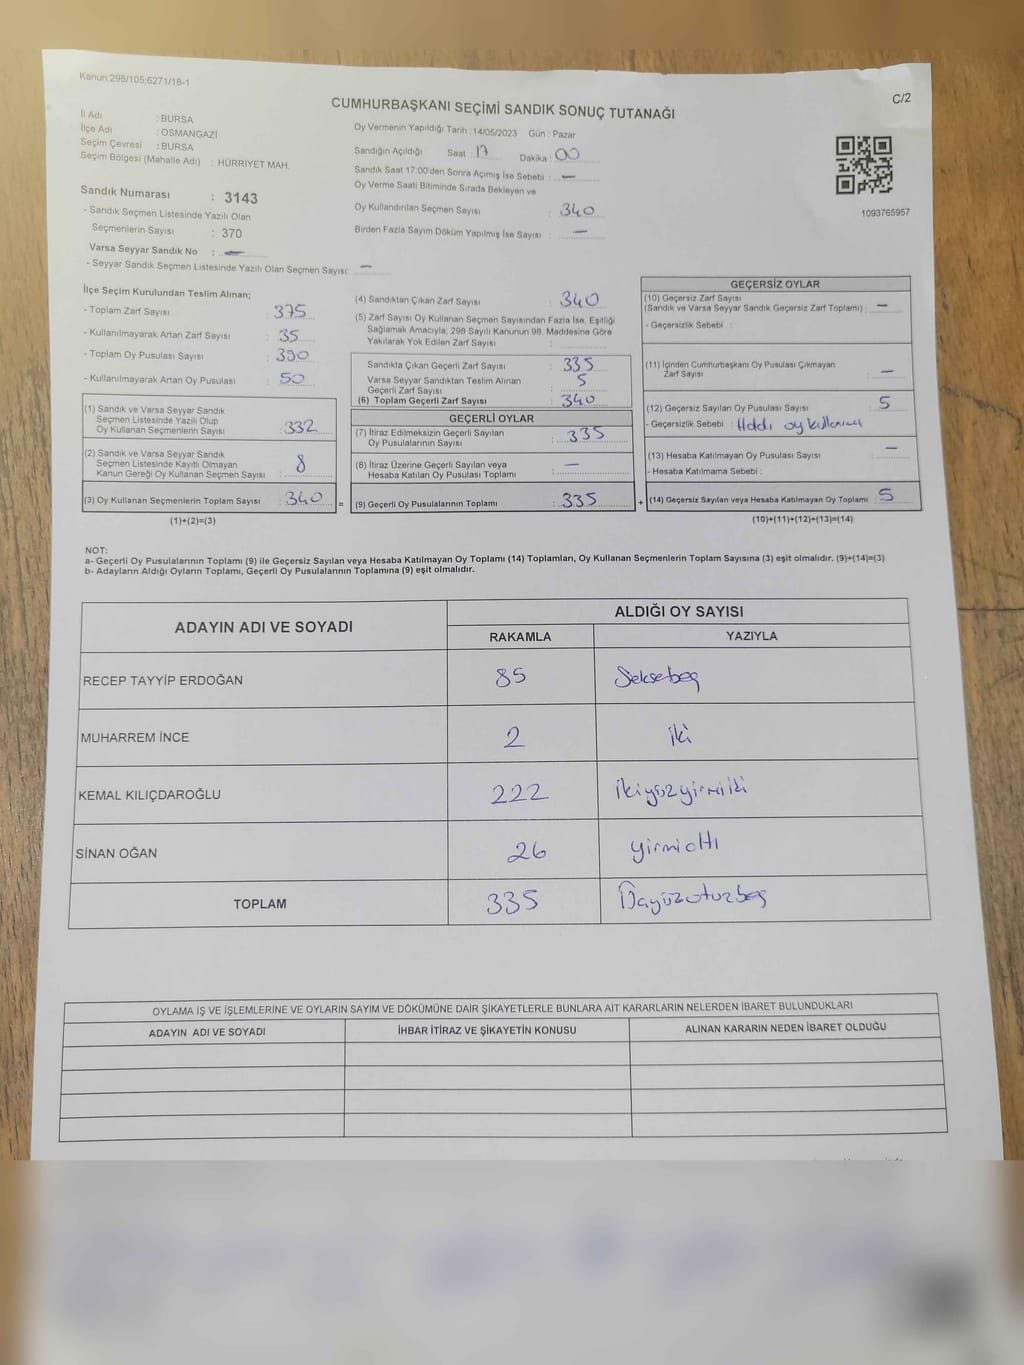 Kanun:298/105;6271/18-1
C/2
CUMHURBAŞKANI SEÇİMİ SANDIK SONUÇ TUTANAĞI
İl Adı : BURSA
İlçe Adı : OSMANGAZİ
Seçim Çevresi : BURSA
Seçim Bölgesi (Mahalle Adı) : HÜRRİYET MAH.
Sandık Numarası : 3143
- Sandık Seçmen Listesinde Yazılı Olan
Seçmenlerin Sayısı : 370
Varsa Seyyar Sandık No : —
- Seyyar Sandık Seçmen Listesinde Yazılı Olan Seçmen Sayısı: —
Oy Vermenin Yapıldığı Tarih : 14/05/2023 Gün : Pazar
Sandığın Açıldığı Saat : 17 Dakika : 00
Sandık Saat 17:00'den Sonra Açımış İse Sebebi : —
Oy Verme Saati Bitiminde Sırada Bekleyen ve
Oy Kullandırılan Seçmen Sayısı : 340
Birden Fazla Sayım Döküm Yapılmış İse Sayısı : —
1093765957
İlçe Seçim Kurulundan Teslim Alınan;
- Toplam Zarf Sayısı : 375
- Kullanılmayarak Artan Zarf Sayısı : 35
- Toplam Oy Pusulası Sayısı : 390
- Kullanılmayarak Artan Oy Pusulası : 50
(1) Sandık ve Varsa Seyyar Sandık
Seçmen Listesinde Yazılı Olup
Oy Kullanan Seçmenlerin Sayısı : 332
(2) Sandık ve Varsa Seyyar Sandık
Seçmen Listesinde Kayıtlı Olmayan
Kanun Gereği Oy Kullanan Seçmen Sayısı : 8
(3) Oy Kullanan Seçmenlerin Toplam Sayısı : 340 =
(1)+(2)=(3)
(4) Sandıktan Çıkan Zarf Sayısı : 340
(5) Zarf Sayısı Oy Kullanan Seçmen Sayısından Fazla İse, Eşitliği
Sağlamak Amacıyla, 298 Sayılı Kanunun 98. Maddesine Göre
Yakılarak Yok Edilen Zarf Sayısı :
Sandıkta Çıkan Geçerli Zarf Sayısı : 335
Varsa Seyyar Sandıktan Teslim Alınan
Geçerli Zarf Sayısı : 5
(6) Toplam Geçerli Zarf Sayısı : 340
GEÇERLİ OYLAR
(7) İtiraz Edilmeksizin Geçerli Sayılan
Oy Pusulalarının Sayısı : 335
(8) İtiraz Üzerine Geçerli Sayılan veya
Hesaba Katılan Oy Pusulası Toplamı : —
(9) Geçerli Oy Pusulalarının Toplamı : 335 +
GEÇERSİZ OYLAR
(10) Geçersiz Zarf Sayısı
(Sandık ve Varsa Seyyar Sandık Geçersiz Zarf Toplamı) : —
- Geçersizlik Sebebi :
(11) İçinden Cumhurbaşkanı Oy Pusulası Çıkmayan
Zarf Sayısı : —
(12) Geçersiz Sayılan Oy Pusulası Sayısı : 5
- Geçersizlik Sebebi : oy kullanımı
(13) Hesaba Katılmayan Oy Pusulası Sayısı : —
- Hesaba Katılmama Sebebi :
(14) Geçersiz Sayılan veya Hesaba Katılmayan Oy Toplamı : 5
(10)+(11)+(12)+(13)=(14)
NOT:
a- Geçerli Oy Pusulalarının Toplamı (9) ile Geçersiz Sayılan veya Hesaba Katılmayan Oy Toplamı (14) Toplamları, Oy Kullanan Seçmenlerin Toplam Sayısına (3) eşit olmalıdır. (9)+(14)=(3)
b- Adayların Aldığı Oyların Toplamı, Geçerli Oy Pusulalarının Toplamına (9) eşit olmalıdır.
ADAYIN ADI VE SOYADI ALDIĞI OY SAYISI
RAKAMLA YAZIYLA
RECEP TAYYİP ERDOĞAN 85 Seksebeş
MUHARREM İNCE 2 iki
KEMAL KILIÇDAROĞLU 222 ikiyüzyirmiiki
SİNAN OĞAN 26 yirmialtı
TOPLAM 335 Üçyüzotuzbeş
OYLAMA İŞ VE İŞLEMLERİNE VE OYLARIN SAYIM VE DÖKÜMÜNE DAİR ŞİKAYETLERLE BUNLARA AİT KARARLARIN NELERDEN İBARET BULUNDUKLARI
ADAYIN ADI VE SOYADI İHBAR İTİRAZ VE ŞİKAYETİN KONUSU ALINAN KARARIN NEDEN İBARET OLDUĞU